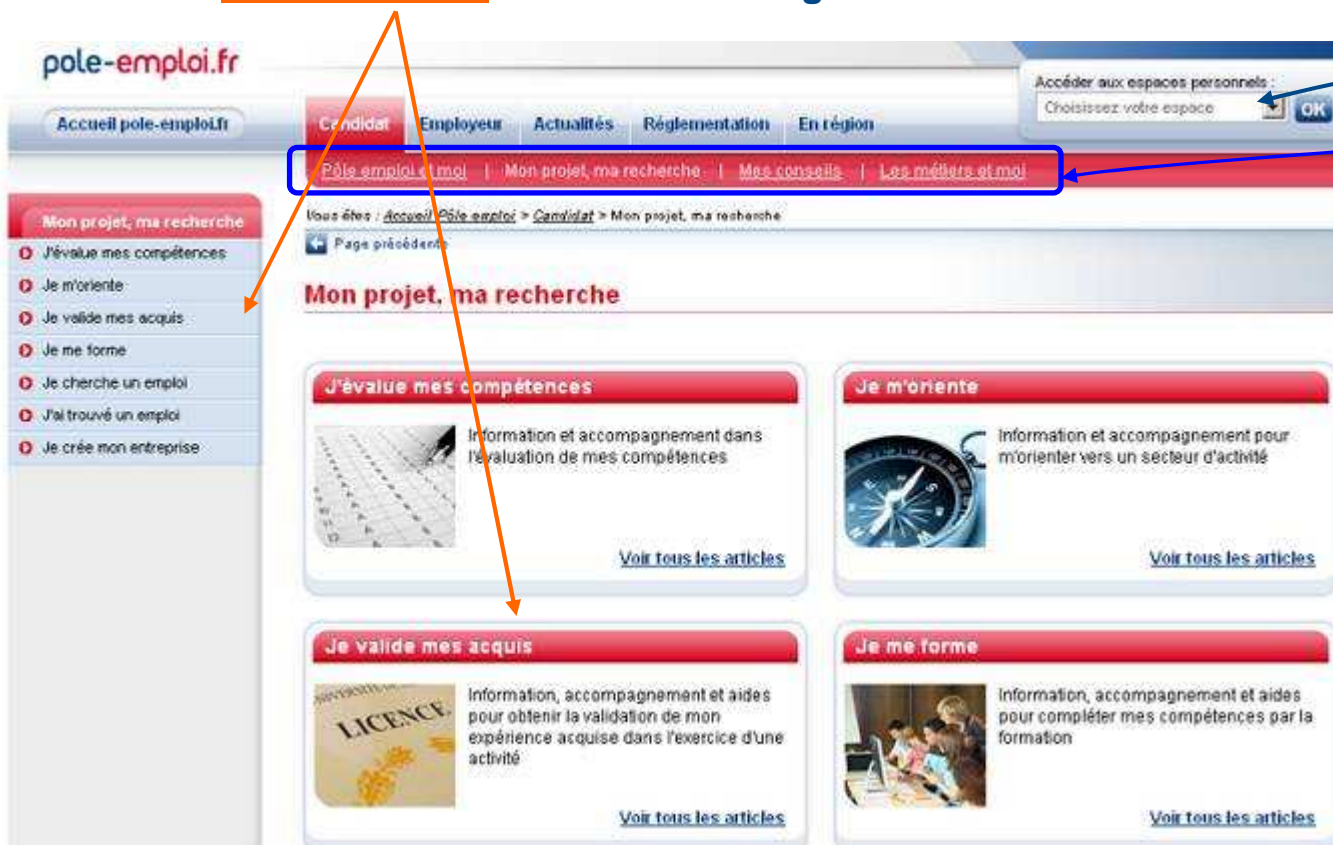 pole-emploi.fr
Accéder aux espaces personnels :
Choisissez votre espace
OK
Accueil pole-emploi.fr
Candidat Employeur Actualités Réglementation En région
Pôle emploi et moi | Mon projet, ma recherche | Mes conseils | Les métiers et moi
Vous êtes : Accueil Pôle emploi > Candidat > Mon projet, ma recherche
Page précédente
Mon projet, ma recherche
J'évalue mes compétences
Je m'oriente
Je valide mes acquis
Je me forme
Je cherche un emploi
J'ai trouvé un emploi
Je crée mon entreprise
Mon projet, ma recherche
J'évalue mes compétences
Information et accompagnement dans
l'évaluation de mes compétences
Voir tous les articles
Je m'oriente
Information et accompagnement pour
m'orienter vers un secteur d'activité
Voir tous les articles
Je valide mes acquis
LICENCE
Information, accompagnement et aides
pour obtenir la validation de mon
expérience acquise dans l'exercice d'une
activité
Voir tous les articles
Je me forme
Information, accompagnement et aides
pour compléter mes compétences par la
formation
Voir tous les articles